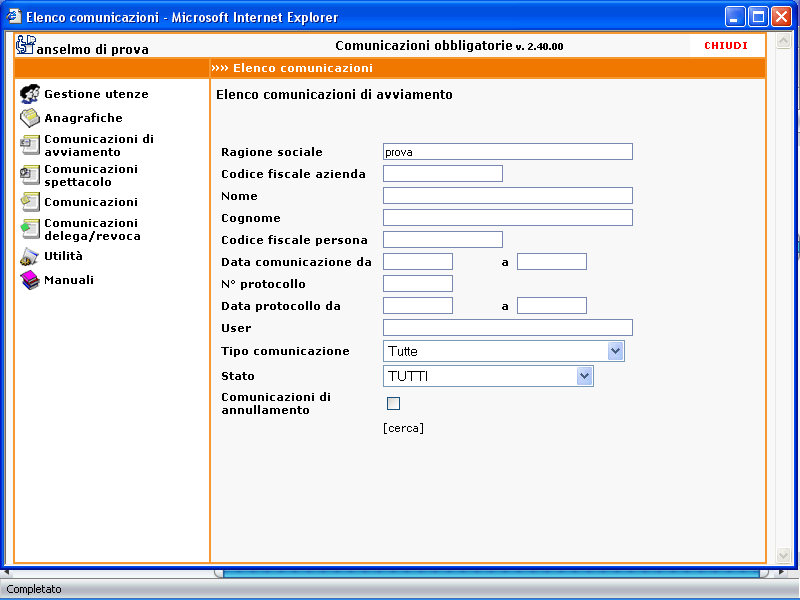 Elenco comunicazioni - Microsoft Internet Explorer
anselmo di prova
Comunicazioni obbligatorie v. 2.40.00
CHIUDI
»»» Elenco comunicazioni
Gestione utenze
Anagrafiche
Comunicazioni di
avviamento
Comunicazioni
spettacolo
Comunicazioni
Comunicazioni
delega/revoca
Utilità
Manuali
Elenco comunicazioni di avviamento
Ragione sociale prova
Codice fiscale azienda
Nome
Cognome
Codice fiscale persona
Data comunicazione da a
N° protocollo
Data protocollo da a
User
Tipo comunicazione Tutte
Stato TUTTI
Comunicazioni di
annullamento
[cerca]
Completato